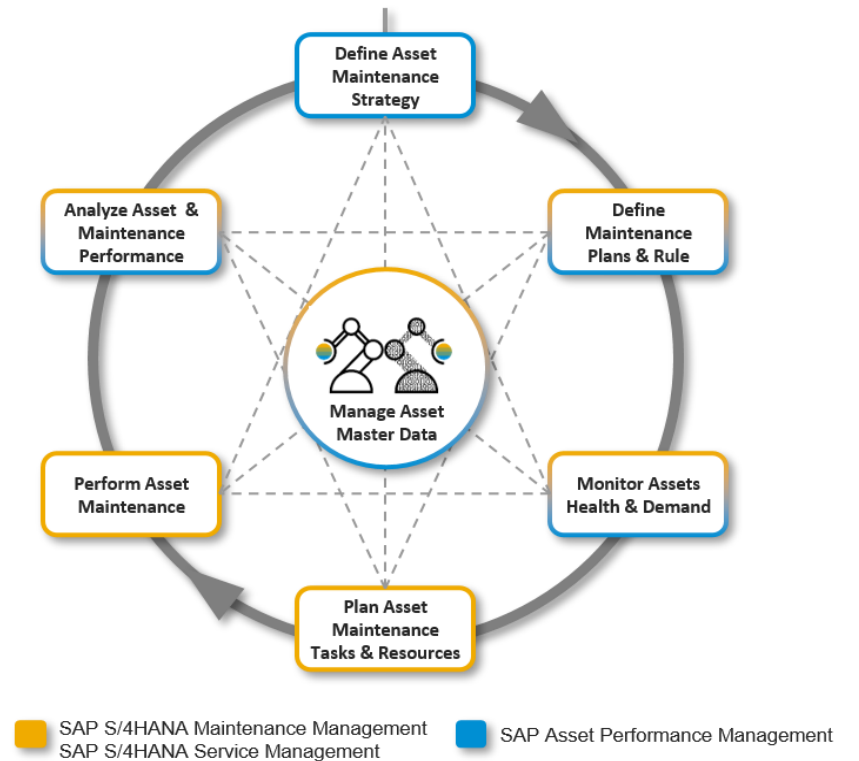 Define Asset
Maintenance
Strategy
Analyze Asset &
Maintenance
Performance
Define
Maintenance
Plans & Rule
Manage Asset
Master Data
Perform Asset
Maintenance
Monitor Assets
Health & Demand
Plan Asset
Maintenance
Tasks & Resources
SAP S/4HANA Maintenance Management
SAP S/4HANA Service Management
SAP Asset Performance Management